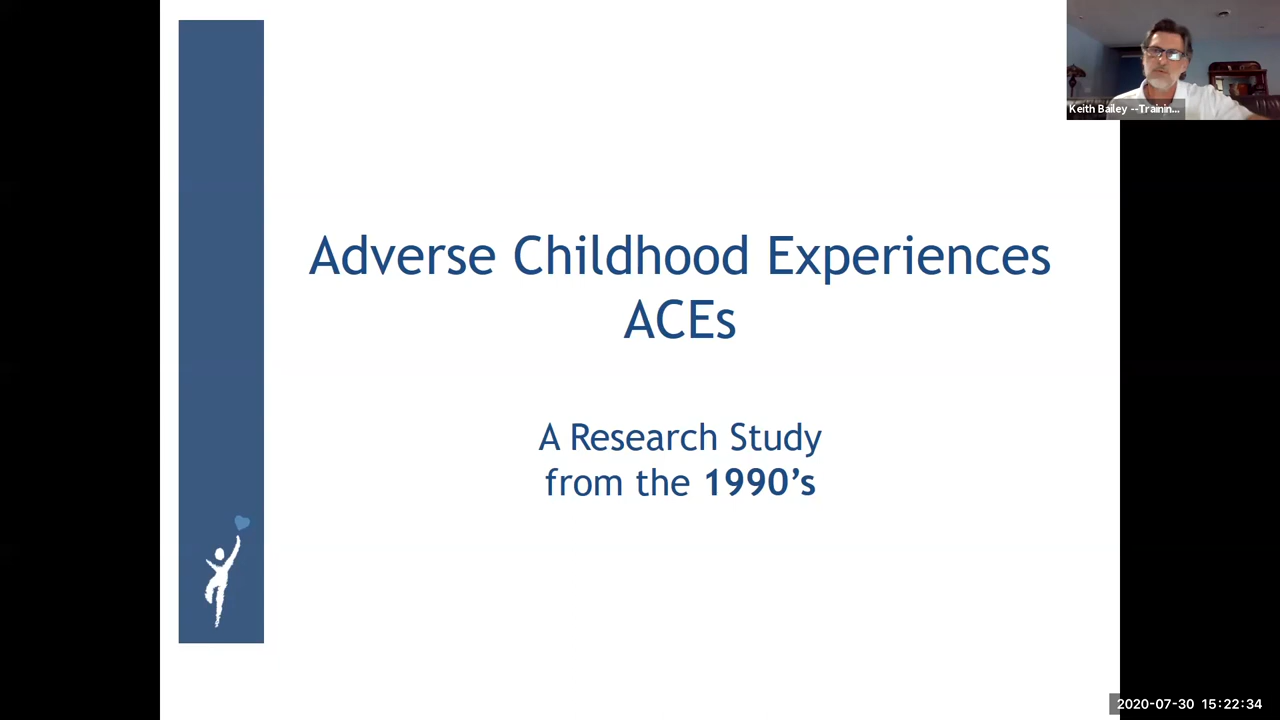 Keith Bailey --Trainin...
Adverse Childhood Experiences
ACEs
A Research Study
from the 1990’s
2020-07-30 15:22:34